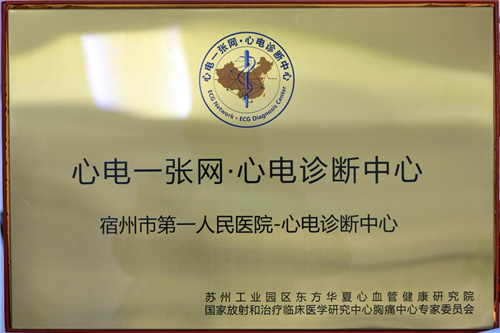 心电一张网·心电诊断中心
ECG Network · ECG Diagnosis Center
心电一张网·心电诊断中心
宿州市第一人民医院-心电诊断中心
苏州工业园区东方华夏心血管健康研究院
国家放射和治疗临床医学研究中心胸痛中心专家委员会